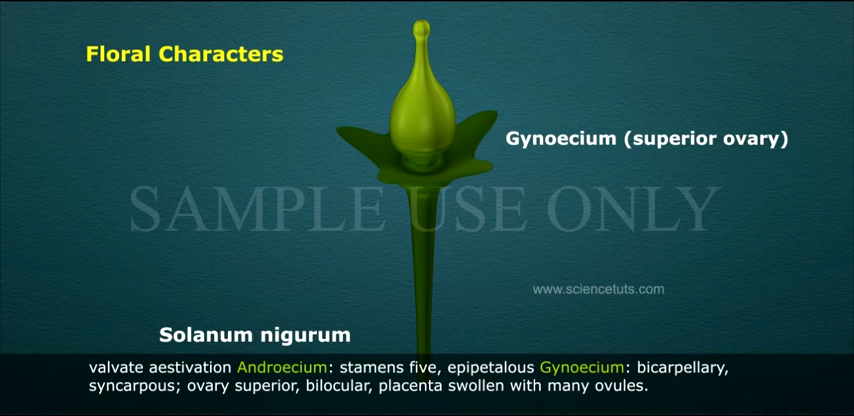 Floral Characters
Gynoecium (superior ovary)
SAMPLE USE ONLY
www.sciencetuts.com
Solanum nigurum
valvate aestivation Androecium: stamens five, epipetalous Gynoecium: bicarpellary,
syncarpous; ovary superior, bilocular, placenta swollen with many ovules.